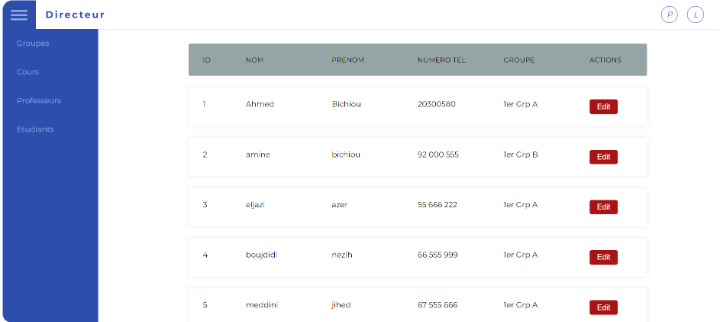 Directeur
P L
Groupes
Cours
Professeurs
Etudiants
ID NOM PRENOM NUMERO TEL GROUPE ACTIONS
1 Ahmed Bichiou 20300580 1er Grp A Edit
2 amine bichiou 92 000 555 1er Grp B Edit
3 eljazi azer 55 666 222 1er Grp A Edit
4 boujdidi nezih 66 555 999 1er Grp A Edit
5 meddini jihed 67 555 666 1er Grp A Edit